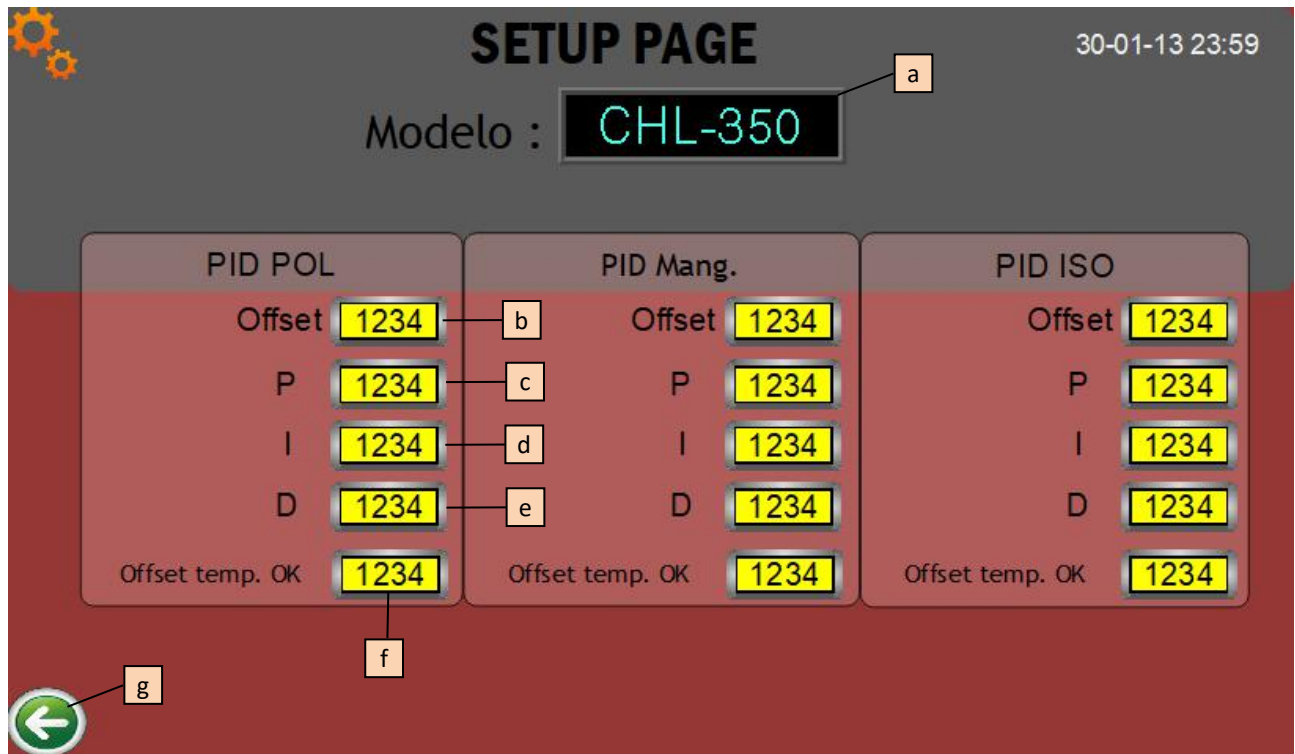 SETUP PAGE
30-01-13 23:59
a
Modelo : CHL-350
PID POL
Offset 1234 b
P 1234 c
I 1234 d
D 1234 e
Offset temp. OK 1234
f
PID Mang.
Offset 1234
P 1234
I 1234
D 1234
Offset temp. OK 1234
PID ISO
Offset 1234
P 1234
I 1234
D 1234
Offset temp. OK 1234
g